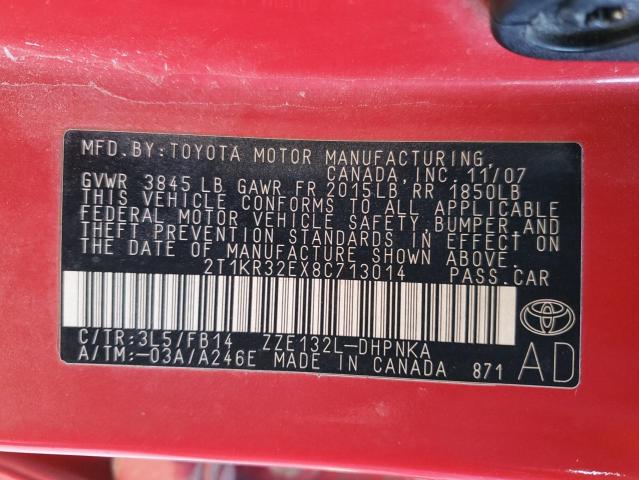 MFD. BY: TOYOTA MOTOR MANUFACTURING,
CANADA, INC. 11/07
GVWR 3845 LB GAWR FR 2015LB RR 1850LB
THIS VEHICLE CONFORMS TO ALL APPLICABLE
FEDERAL MOTOR VEHICLE SAFETY, BUMPER, AND
THEFT PREVENTION STANDARDS IN EFFECT ON
THE DATE OF MANUFACTURE SHOWN ABOVE.
2T1KR32EX8C713014 PASS. CAR
C/TR: 3L5/FB14 ZZE132L-DHPNKA
A/TM: -03A/A246E MADE IN CANADA 871
AD